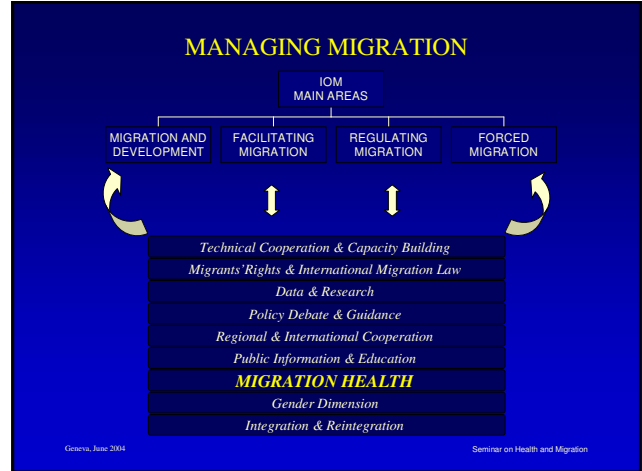 MANAGING MIGRATION
IOM
MAIN AREAS
MIGRATION AND
DEVELOPMENT
FACILITATING
MIGRATION
REGULATING
MIGRATION
FORCED
MIGRATION
Technical Cooperation & Capacity Building
Migrants'Rights & International Migration Law
Data & Research
Policy Debate & Guidance
Regional & International Cooperation
Public Information & Education
MIGRATION HEALTH
Gender Dimension
Integration & Reintegration
Geneva, June 2004
Seminar on Health and Migration